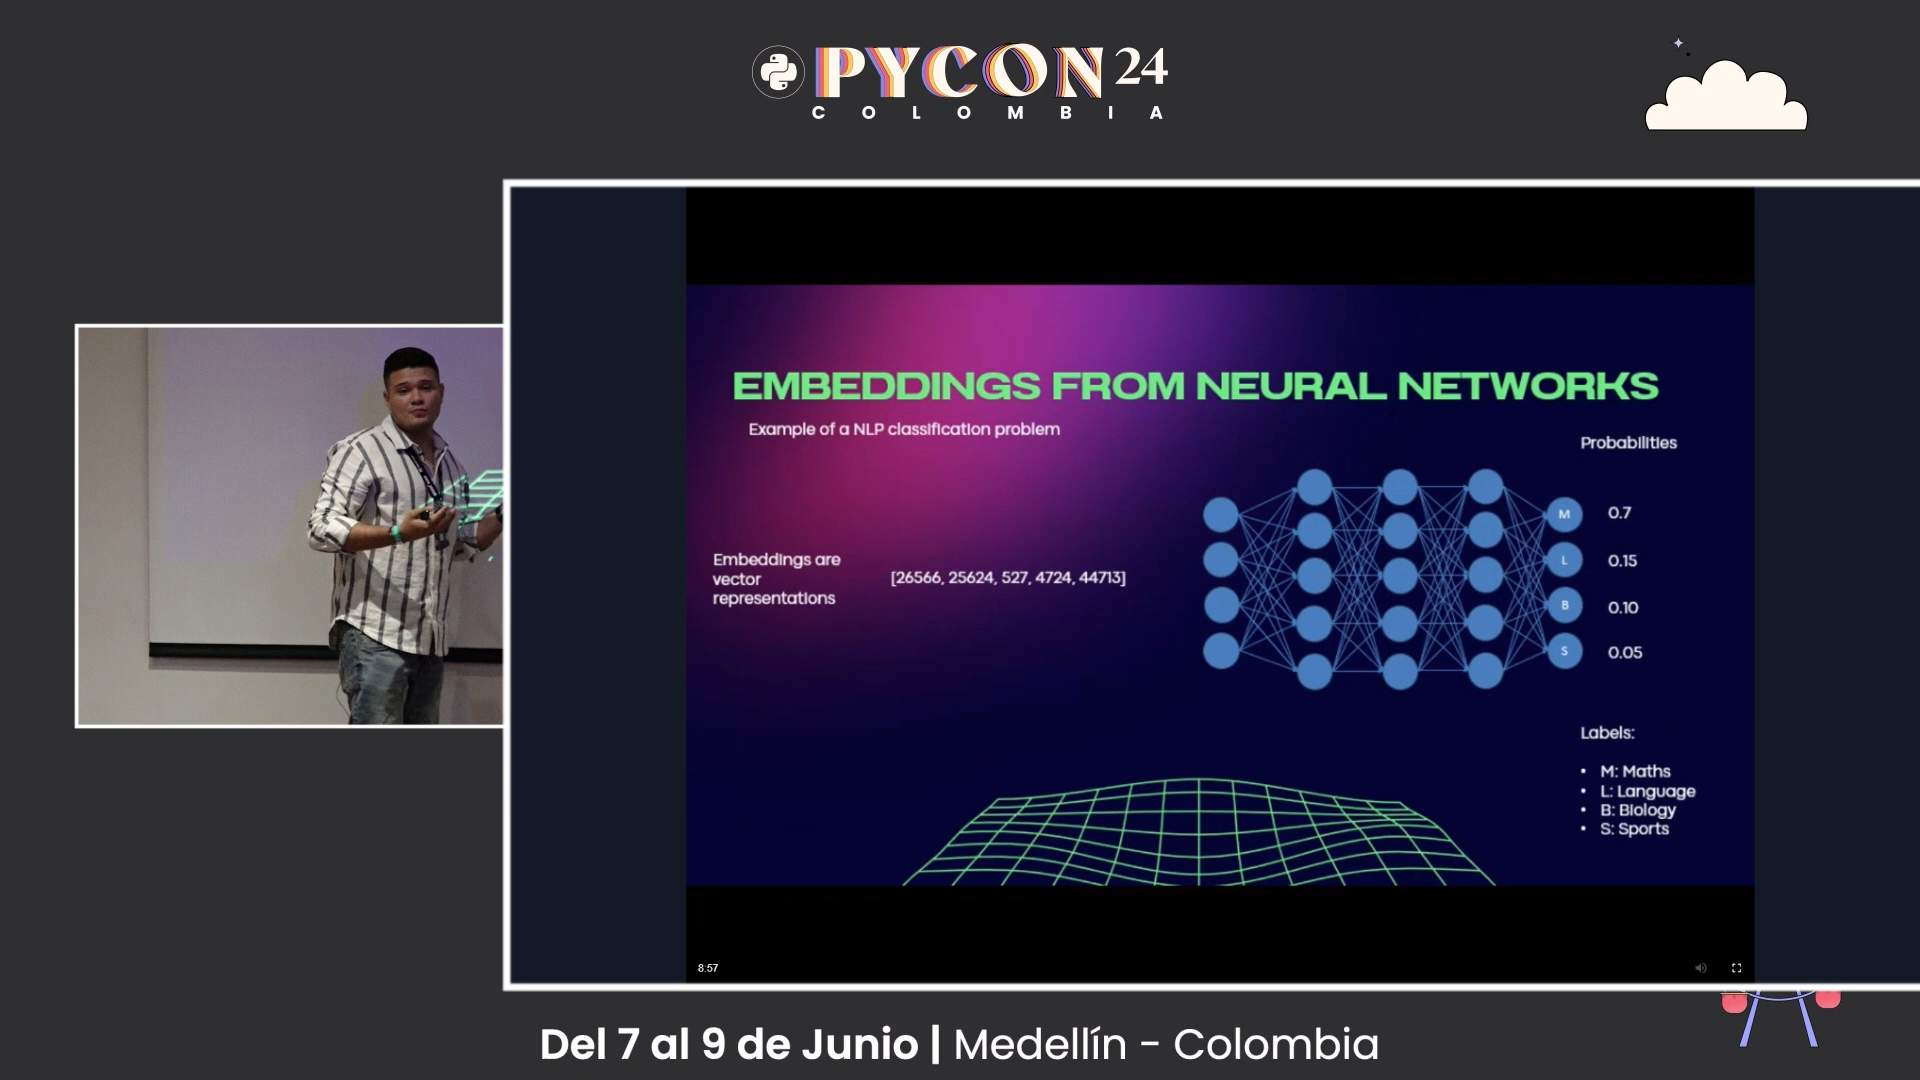 PYCON 24
COLOMBIA
EMBEDDINGS FROM NEURAL NETWORKS
Example of a NLP classification problem
Probabilities
Embeddings are
vector
representations
[26566, 25624, 527, 4724, 44713]
M 0.7
L 0.15
B 0.10
S 0.05
Labels:
• M: Maths
• L: Language
• B: Biology
• S: Sports
8:57
Del 7 al 9 de Junio | Medellín - Colombia